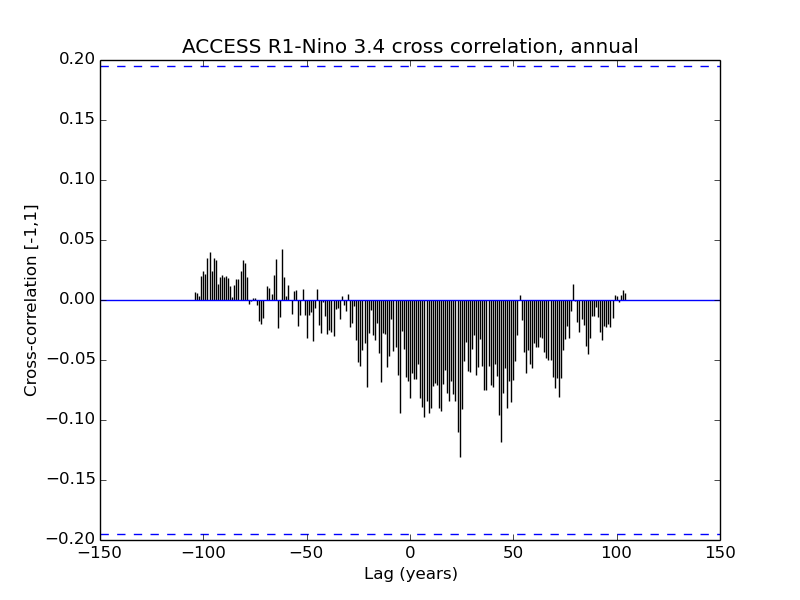 ACCESS R1-Nino 3.4 cross correlation, annual
0.20
0.15
0.10
0.05
0.00
−0.05
−0.10
−0.15
−0.20
Cross-correlation [-1,1]
−150 −100 −50 0 50 100 150
Lag (years)